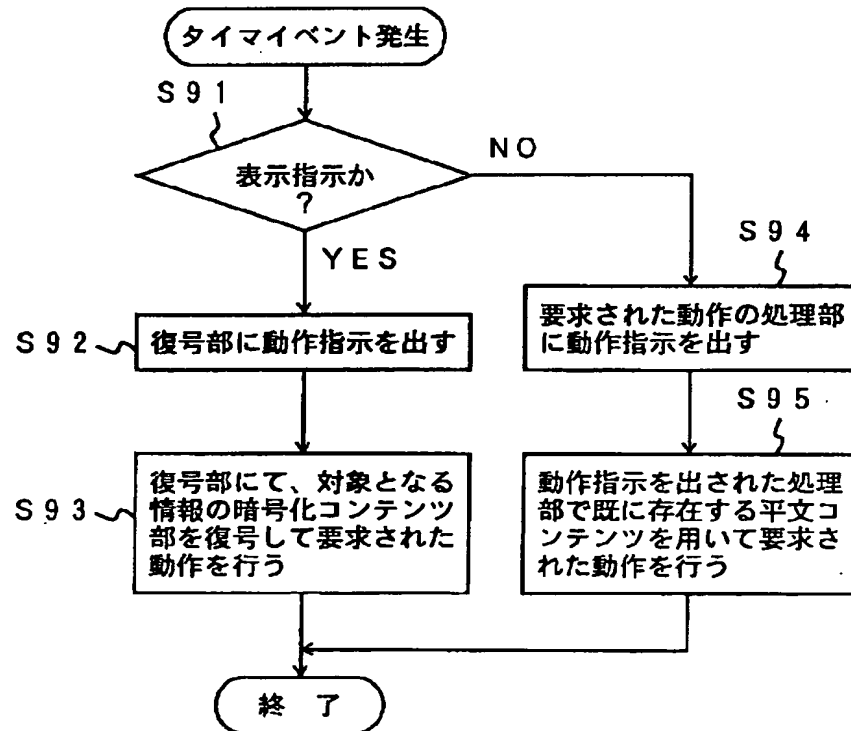 タイマイベント発生
S91
表示指示か
?
NO
YES
S94
S92
復号部に動作指示を出す
要求された動作の処理部
に動作指示を出す
S95
S93
復号部にて、対象となる
情報の暗号化コンテンツ
部を復号して要求された
動作を行う
動作指示を出された処理
部で既に存在する平文コ
ンテンツを用いて要求さ
れた動作を行う
終 了